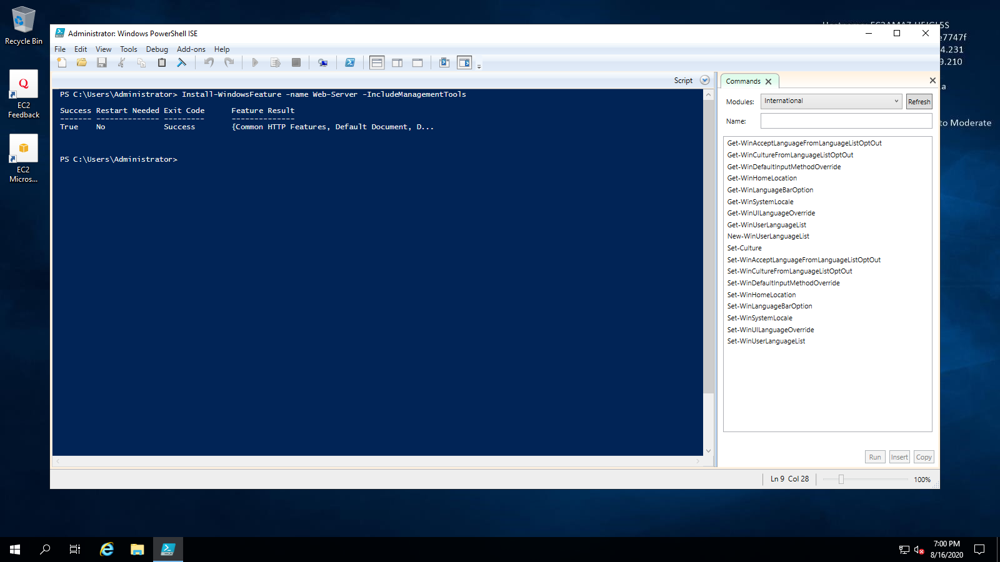 Recycle Bin
EC2
Feedback
EC2
Micros...
Administrator: Windows PowerShell ISE
File Edit View Tools Debug Add-ons Help
Script
PS C:\Users\Administrator> Install-WindowsFeature -name Web-Server -IncludeManagementTools
Success Restart Needed Exit Code Feature Result
------- -------------- --------- --------------
True No Success {Common HTTP Features, Default Document, D...
PS C:\Users\Administrator>
Commands
Modules: International Refresh
Name:
Get-WinAcceptLanguageFromLanguageListOptOut
Get-WinCultureFromLanguageListOptOut
Get-WinDefaultInputMethodOverride
Get-WinHomeLocation
Get-WinLanguageBarOption
Get-WinSystemLocale
Get-WinUILanguageOverride
Get-WinUserLanguageList
New-WinUserLanguageList
Set-Culture
Set-WinAcceptLanguageFromLanguageListOptOut
Set-WinCultureFromLanguageListOptOut
Set-WinDefaultInputMethodOverride
Set-WinHomeLocation
Set-WinLanguageBarOption
Set-WinSystemLocale
Set-WinUILanguageOverride
Set-WinUserLanguageList
Run Insert Copy
Ln 9 Col 28 100%
e7747f
4.231
9.210
a
to Moderate
7:00 PM
8/16/2020